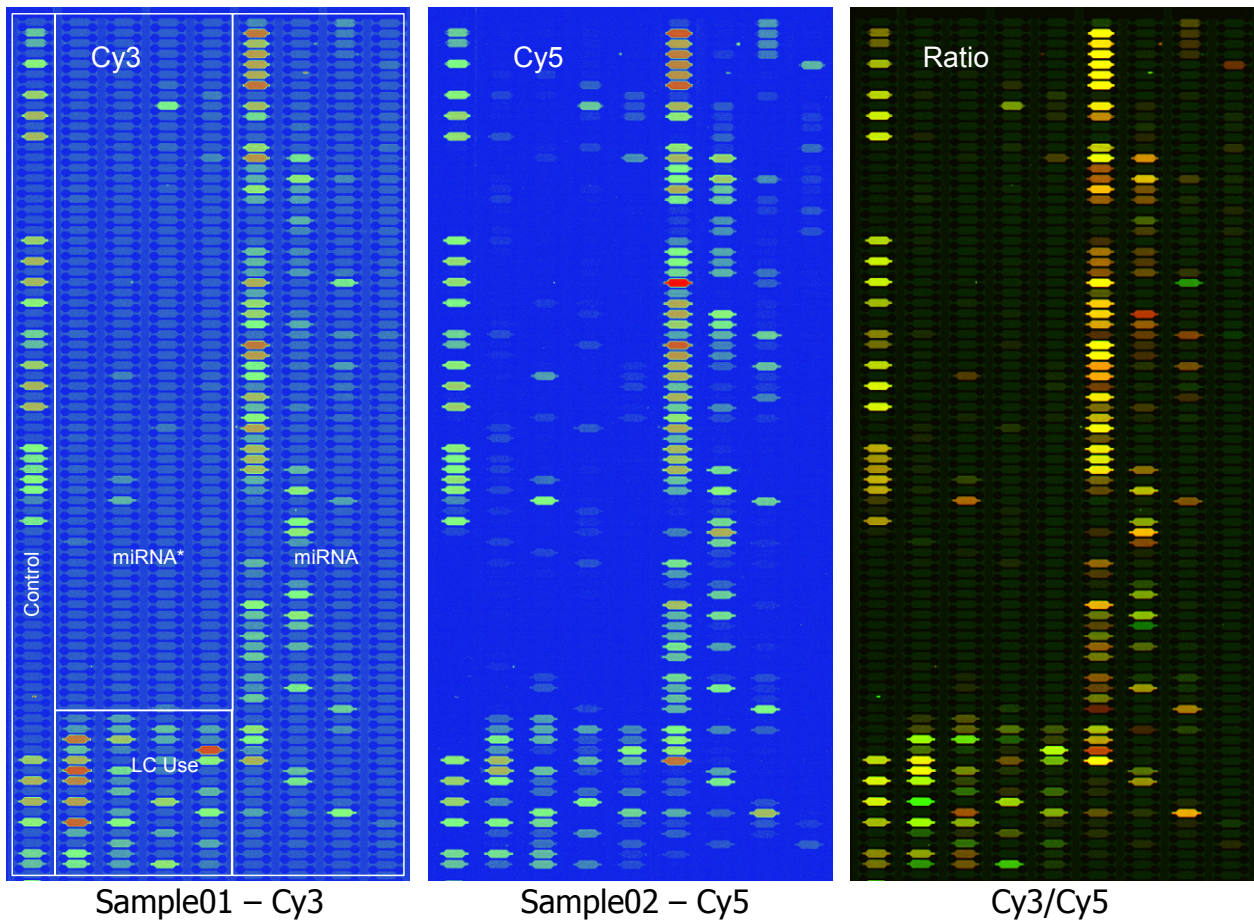 Cy3
Cy5
Ratio
miRNA*
miRNA
Control
LC Use
Sample01 – Cy3
Sample02 – Cy5
Cy3/Cy5